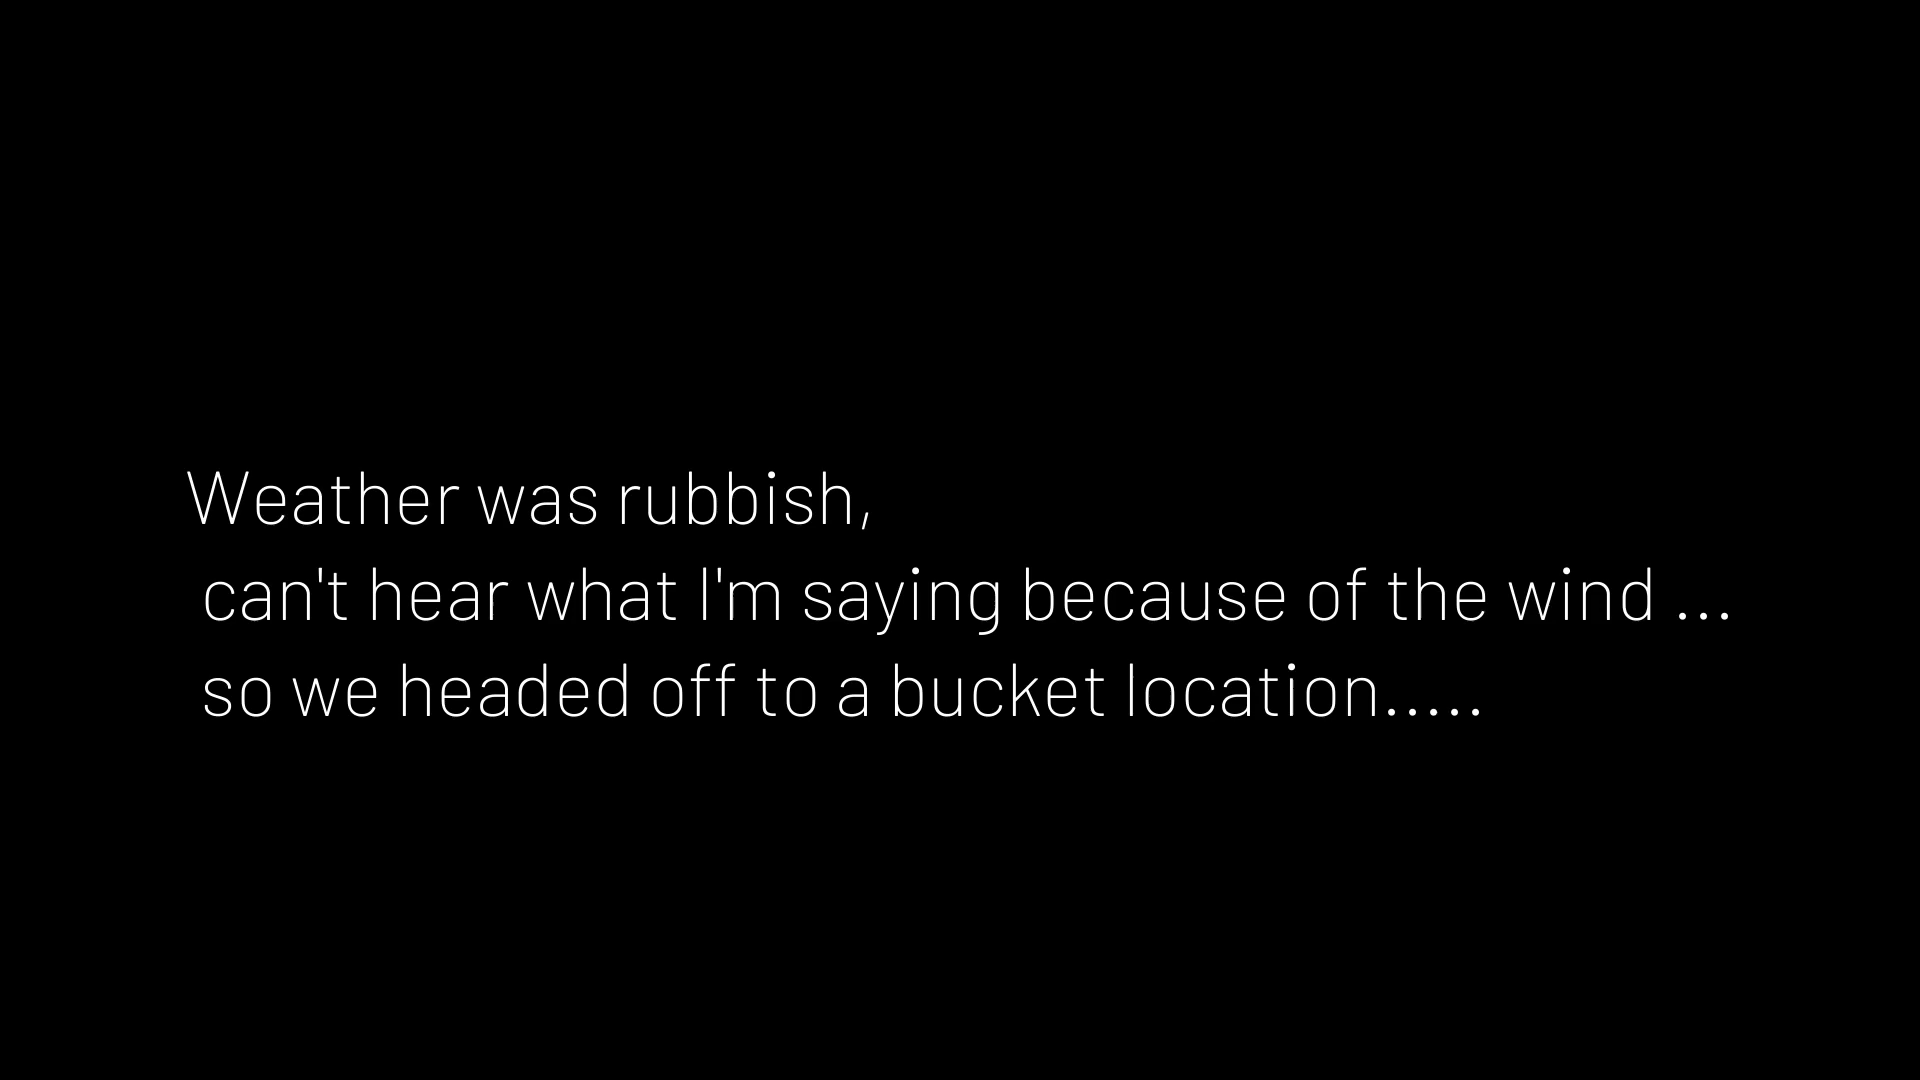 Weather was rubbish,
can't hear what I'm saying because of the wind ...
so we headed off to a bucket location.....